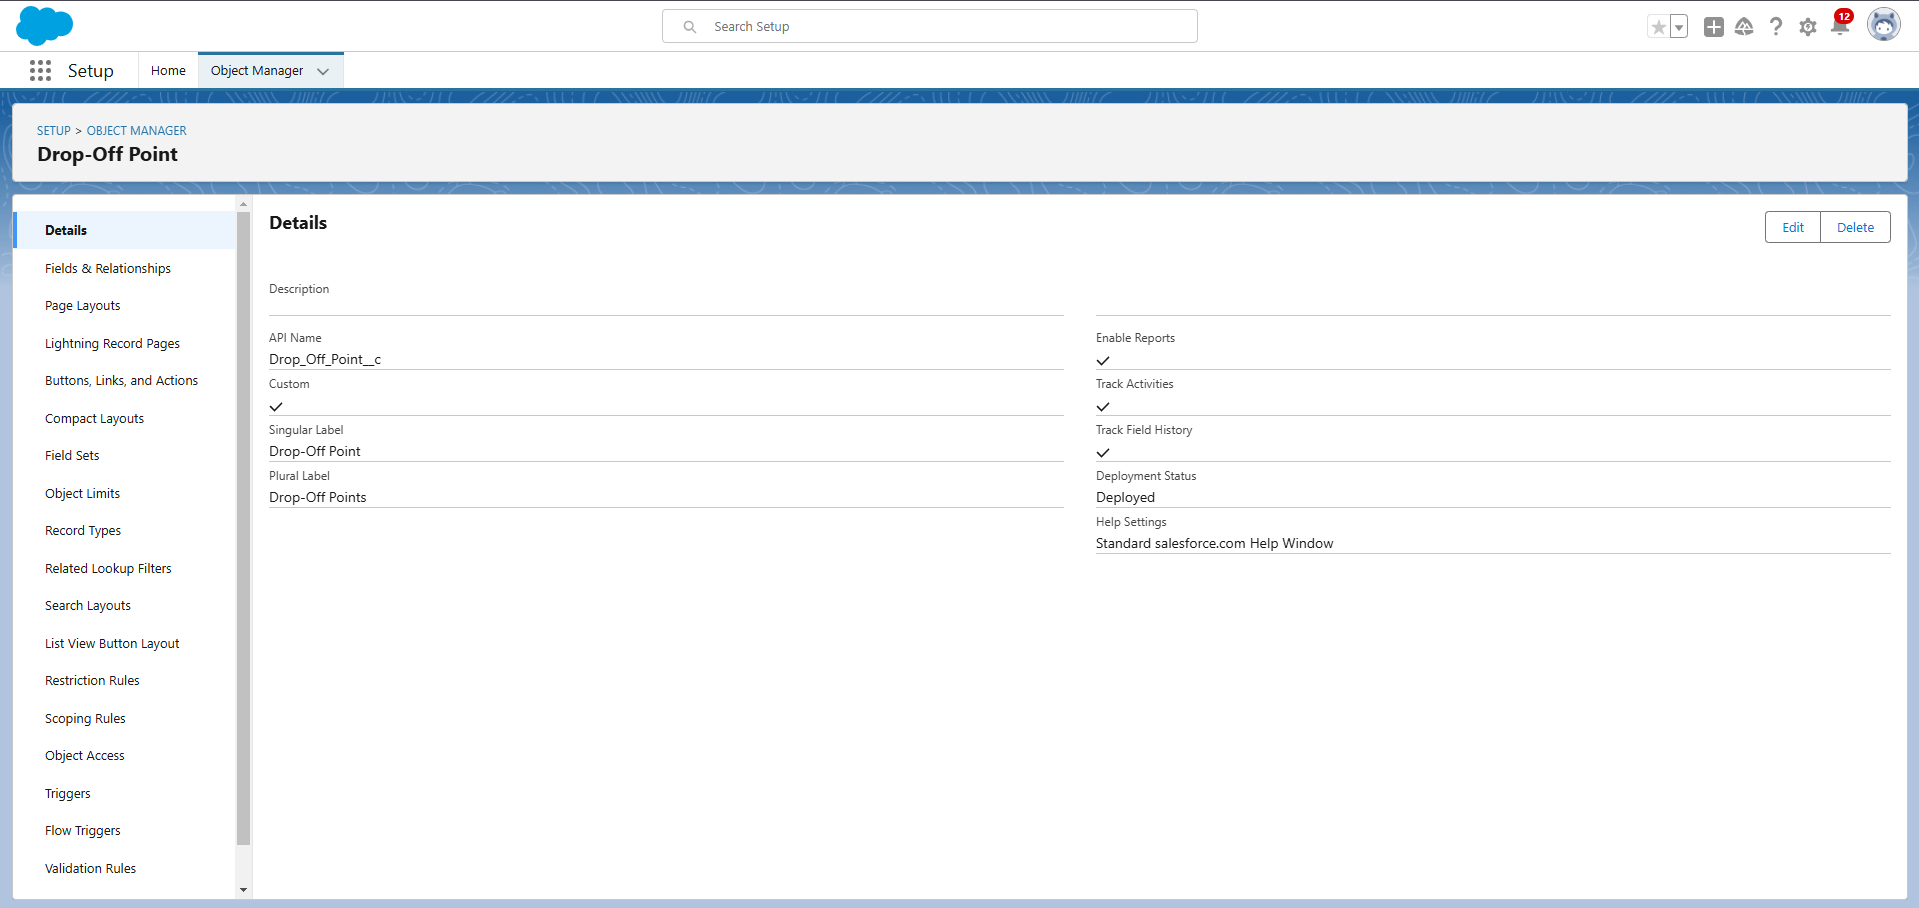 Search Setup
12
Setup
Home
Object Manager
SETUP > OBJECT MANAGER
Drop-Off Point
Details
Fields & Relationships
Page Layouts
Lightning Record Pages
Buttons, Links, and Actions
Compact Layouts
Field Sets
Object Limits
Record Types
Related Lookup Filters
Search Layouts
List View Button Layout
Restriction Rules
Scoping Rules
Object Access
Triggers
Flow Triggers
Validation Rules
Details
Edit
Delete
Description
API Name
Drop_Off_Point__c
Custom
Singular Label
Drop-Off Point
Plural Label
Drop-Off Points
Enable Reports
Track Activities
Track Field History
Deployment Status
Deployed
Help Settings
Standard salesforce.com Help Window